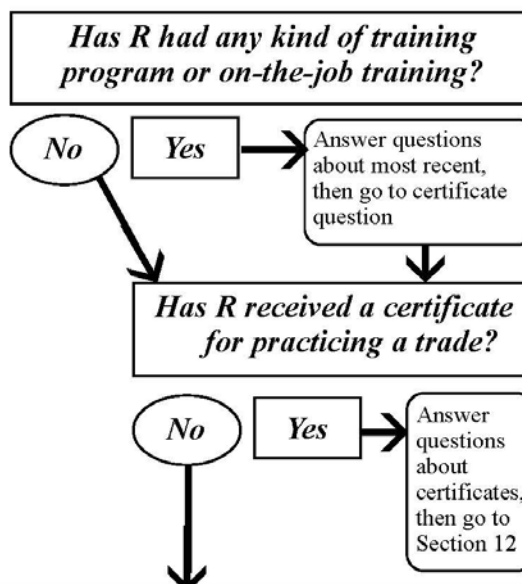 Has R had any kind of training
program or on-the-job training?
No
Yes
Answer questions
about most recent,
then go to certificate
question
Has R received a certificate
for practicing a trade?
No
Yes
Answer
questions
about
certificates,
then go to
Section 12